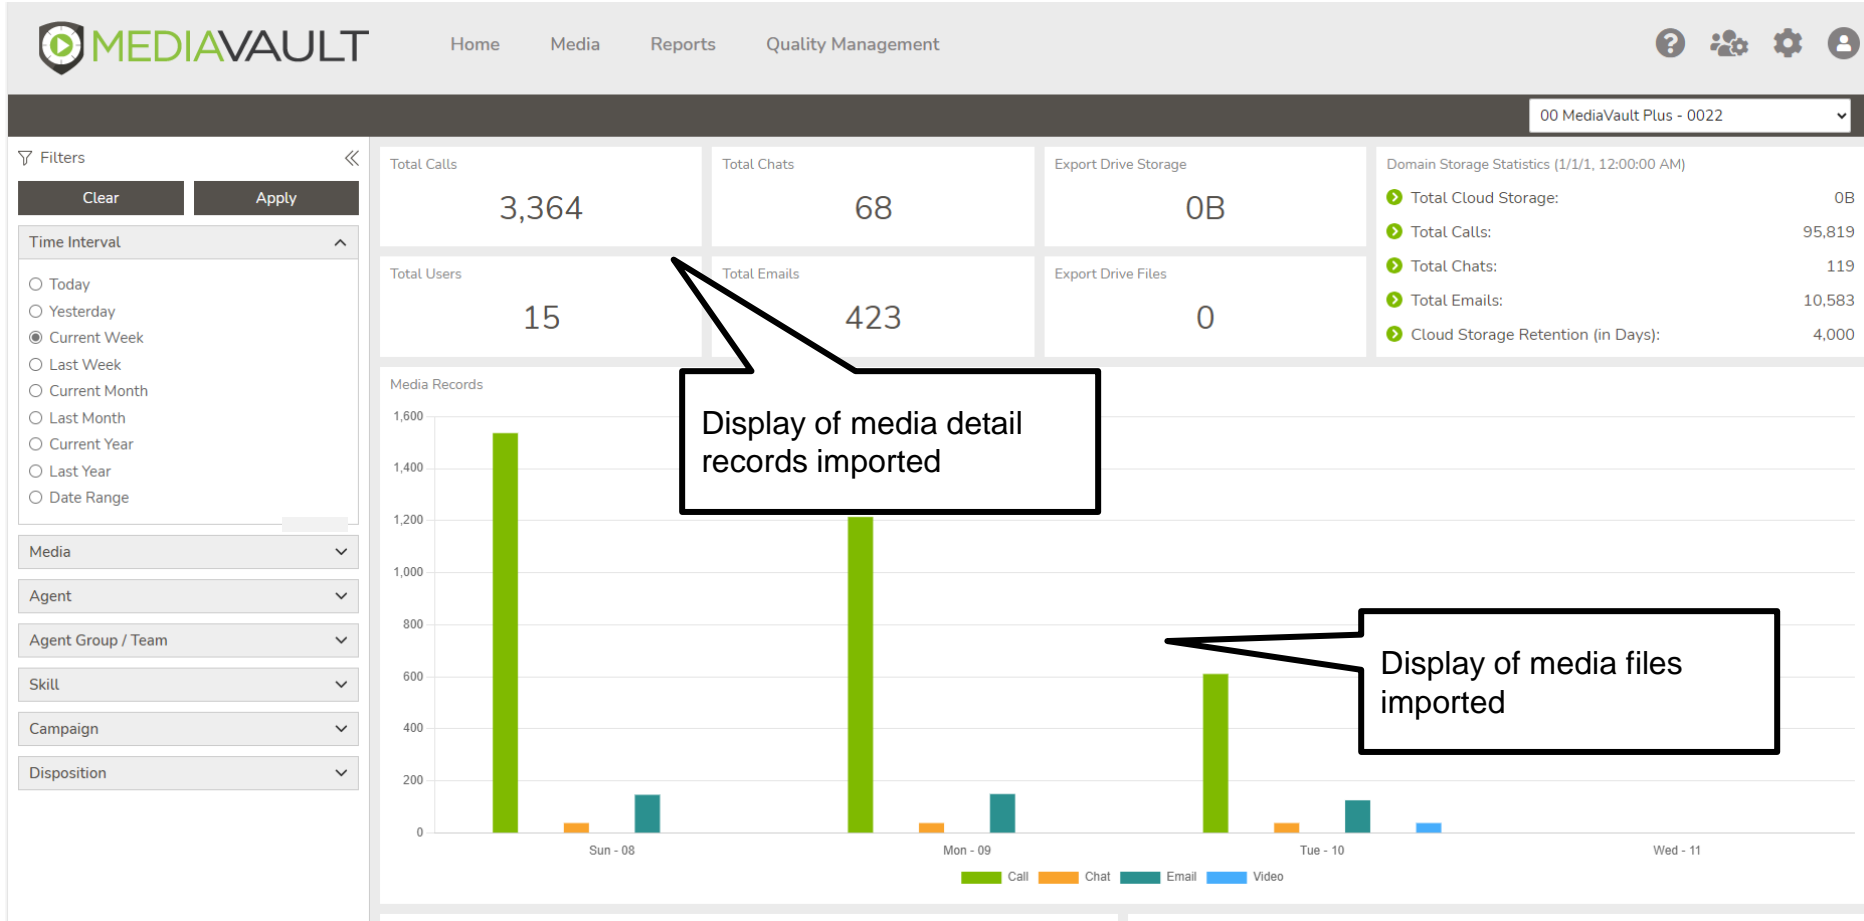 MEDIAVAULT
Home Media Reports Quality Management
00 MediaVault Plus - 0022
Filters
Clear Apply
Time Interval
Today
Yesterday
Current Week
Last Week
Current Month
Last Month
Current Year
Last Year
Date Range
Media
Agent
Agent Group / Team
Skill
Campaign
Disposition
Total Calls
3,364
Total Chats
68
Export Drive Storage
0B
Total Users
15
Total Emails
423
Export Drive Files
0
Domain Storage Statistics (1/1/1, 12:00:00 AM)
Total Cloud Storage: 0B
Total Calls: 95,819
Total Chats: 119
Total Emails: 10,583
Cloud Storage Retention (in Days): 4,000
Media Records
Display of media detail
records imported
Display of media files
imported
1,600
1,400
1,200
1,000
800
600
400
200
0
Sun - 08 Mon - 09 Tue - 10 Wed - 11
Call Chat Email Video